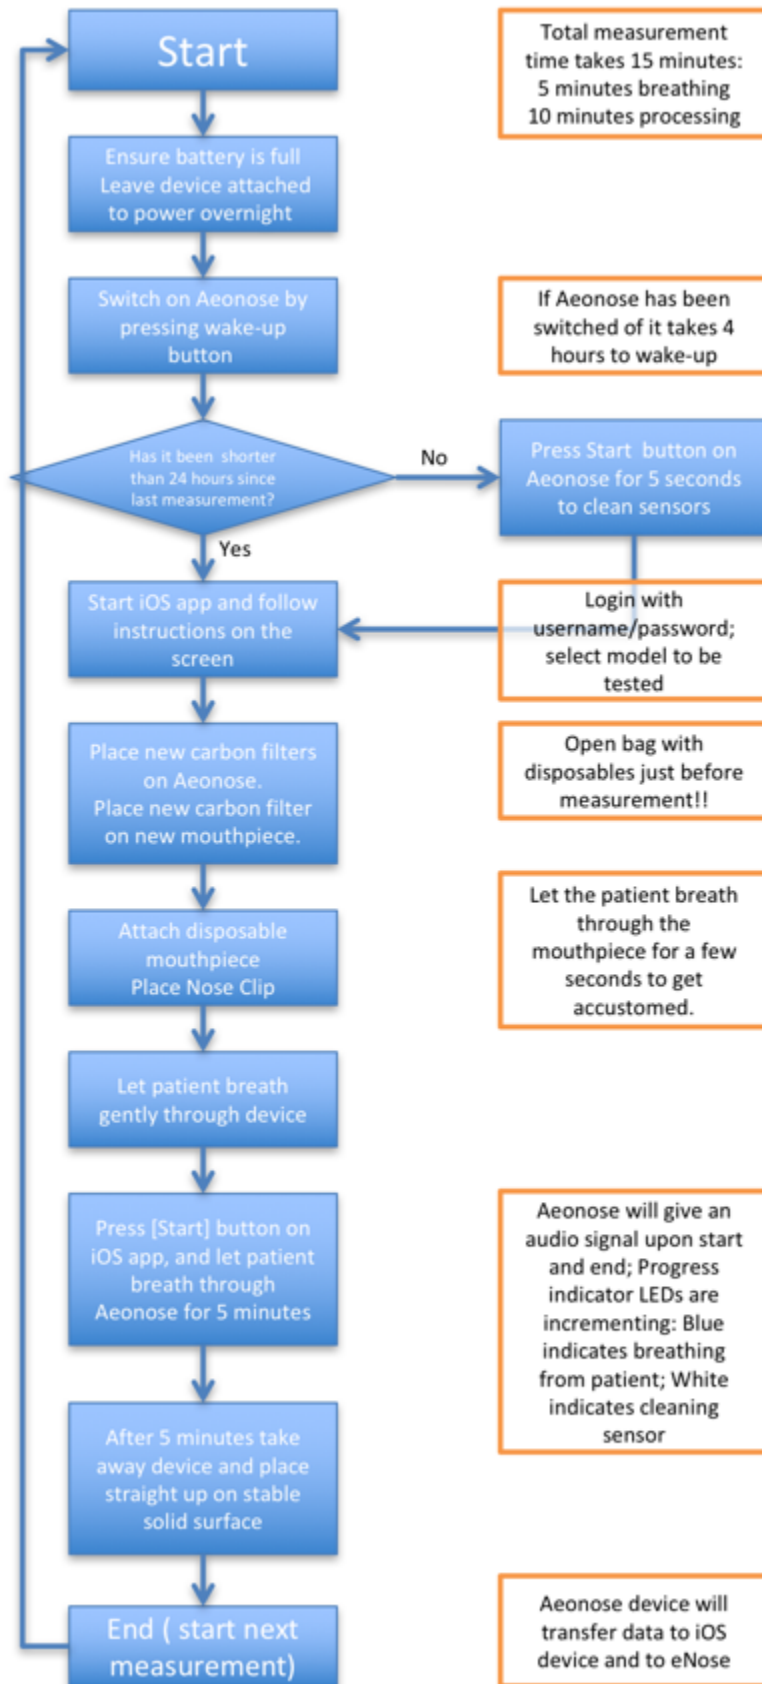 Start
Total measurement
time takes 15 minutes:
5 minutes breathing
10 minutes processing
Ensure battery is full
Leave device attached
to power overnight
Switch on Aeonose by
pressing wake-up
button
If Aeonose has been
switched of it takes 4
hours to wake-up
Has it been shorter
than 24 hours since
last measurement?
No
Press Start button on
Aeonose for 5 seconds
to clean sensors
Yes
Start iOS app and follow
instructions on the
screen
Login with
username/password;
select model to be
tested
Place new carbon filters
on Aeonose.
Place new carbon filter
on new mouthpiece.
Open bag with
disposables just before
measurement!!
Attach disposable
mouthpiece
Place Nose Clip
Let the patient breath
through the
mouthpiece for a few
seconds to get
accustomed.
Let patient breath
gently through device
Press [Start] button on
iOS app, and let patient
breath through
Aeonose for 5 minutes
Aeonose will give an
audio signal upon start
and end; Progress
indicator LEDs are
incrementing: Blue
indicates breathing
from patient; White
indicates cleaning
sensor
After 5 minutes take
away device and place
straight up on stable
solid surface
End ( start next
measurement)
Aeonose device will
transfer data to iOS
device and to eNose